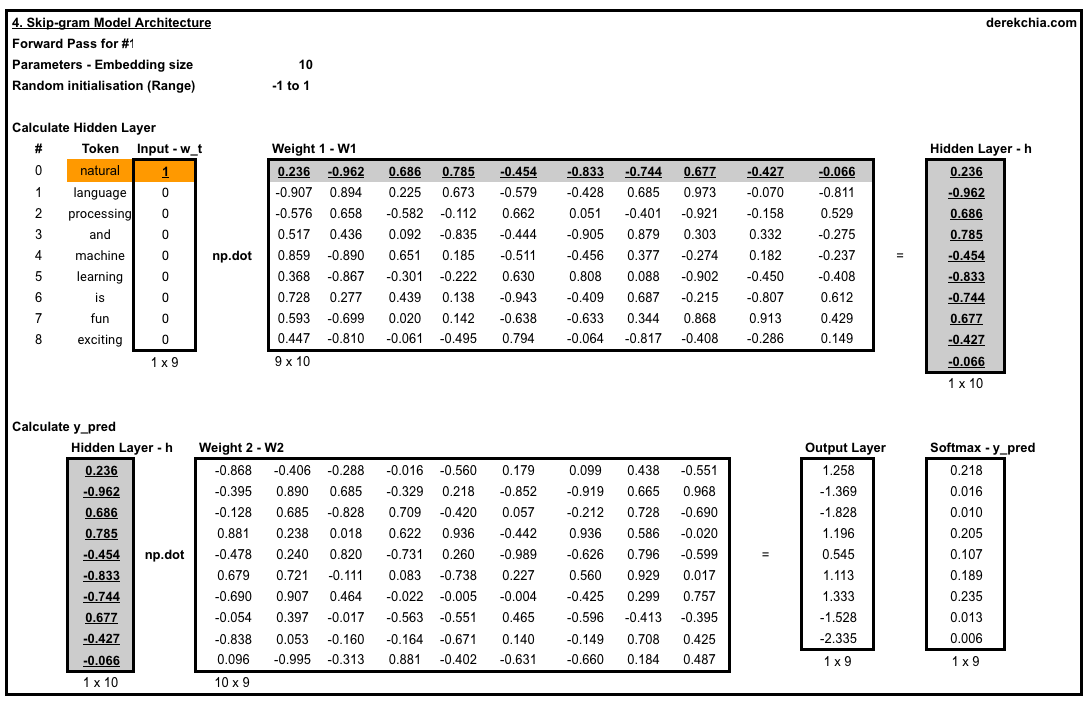 4. Skip-gram Model Architecture derekchia.com
Forward Pass for #1
Parameters - Embedding size 10
Random initialisation (Range) -1 to 1
Calculate Hidden Layer
# Token Input - w_t Weight 1 - W1 Hidden Layer - h
0 natural 1 0.236 -0.962 0.686 0.785 -0.454 -0.833 -0.744 0.677 -0.427 -0.066 0.236
1 language 0 -0.907 0.894 0.225 0.673 -0.579 -0.428 0.685 0.973 -0.070 -0.811 -0.962
2 processing 0 -0.576 0.658 -0.582 -0.112 0.662 0.051 -0.401 -0.921 -0.158 0.529 0.686
3 and 0 0.517 0.436 0.092 -0.835 -0.444 -0.905 0.879 0.303 0.332 -0.275 0.785
4 machine 0 np.dot 0.859 -0.890 0.651 0.185 -0.511 -0.456 0.377 -0.274 0.182 -0.237 = -0.454
5 learning 0 0.368 -0.867 -0.301 -0.222 0.630 0.808 0.088 -0.902 -0.450 -0.408 -0.833
6 is 0 0.728 0.277 0.439 0.138 -0.943 -0.409 0.687 -0.215 -0.807 0.612 -0.744
7 fun 0 0.593 -0.699 0.020 0.142 -0.638 -0.633 0.344 0.868 0.913 0.429 0.677
8 exciting 0 0.447 -0.810 -0.061 -0.495 0.794 -0.064 -0.817 -0.408 -0.286 0.149 -0.427
1 x 9 9 x 10 -0.066
1 x 10
Calculate y_pred
Hidden Layer - h Weight 2 - W2 Output Layer Softmax - y_pred
0.236 -0.868 -0.406 -0.288 -0.016 -0.560 0.179 0.099 0.438 -0.551 1.258 0.218
-0.962 -0.395 0.890 0.685 -0.329 0.218 -0.852 -0.919 0.665 0.968 -1.369 0.016
0.686 -0.128 0.685 -0.828 0.709 -0.420 0.057 -0.212 0.728 -0.690 -1.828 0.010
0.785 0.881 0.238 0.018 0.622 0.936 -0.442 0.936 0.586 -0.020 1.196 0.205
-0.454 np.dot -0.478 0.240 0.820 -0.731 0.260 -0.989 -0.626 0.796 -0.599 = 0.545 0.107
-0.833 0.679 0.721 -0.111 0.083 -0.738 0.227 0.560 0.929 0.017 1.113 0.189
-0.744 -0.690 0.907 0.464 -0.022 -0.005 -0.004 -0.425 0.299 0.757 1.333 0.235
0.677 -0.054 0.397 -0.017 -0.563 -0.551 0.465 -0.596 -0.413 -0.395 -1.528 0.013
-0.427 -0.838 0.053 -0.160 -0.164 -0.671 0.140 -0.149 0.708 0.425 -2.335 0.006
-0.066 0.096 -0.995 -0.313 0.881 -0.402 -0.631 -0.660 0.184 0.487 1 x 9 1 x 9
1 x 10 10 x 9